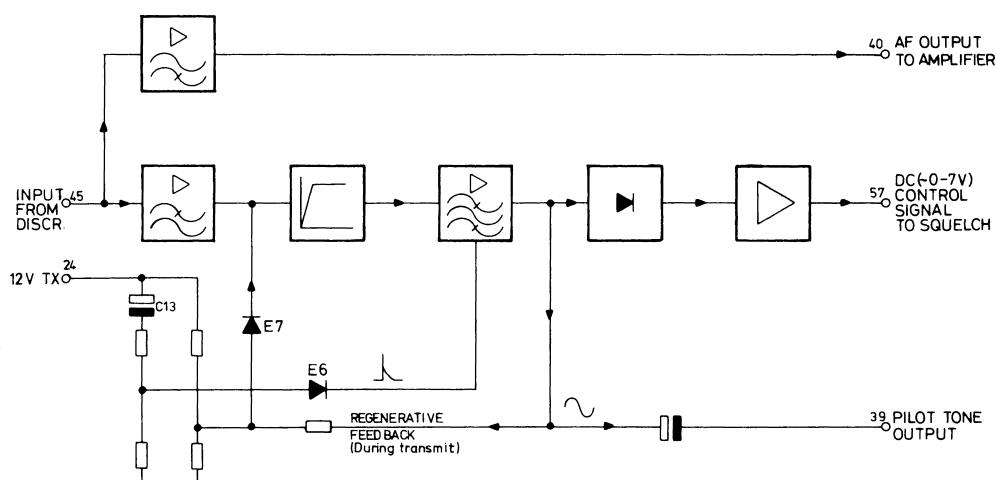 40 AF OUTPUT
TO AMPLIFIER
INPUT 45
FROM
DISCR.
57 DC(~0-7V)
CONTROL
SIGNAL
TO SQUELCH
12V TX 24
C13
E7
E6
REGENERATIVE
FEEDBACK
(During transmit)
39 PILOT TONE
OUTPUT